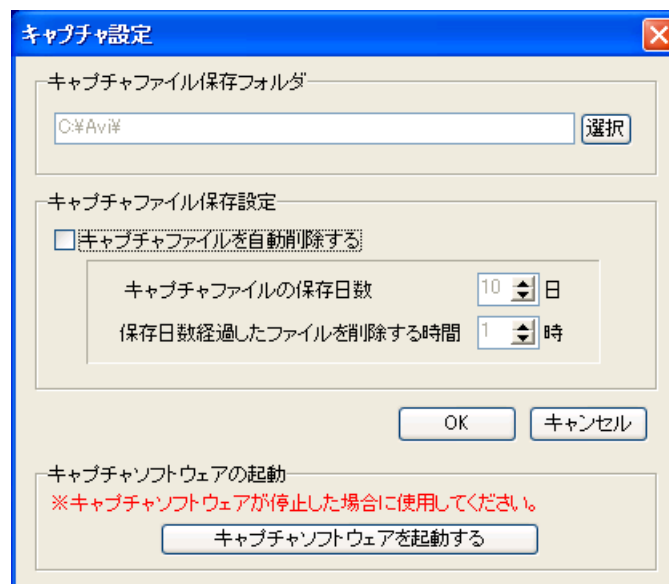 キャプチャ設定
キャプチャファイル保存フォルダ
C:¥Avi¥
選択
キャプチャファイル保存設定
キャプチャファイルを自動削除する
キャプチャファイルの保存日数 10 日
保存日数経過したファイルを削除する時間 1 時
OK キャンセル
キャプチャソフトウェアの起動
※キャプチャソフトウェアが停止した場合に使用してください。
キャプチャソフトウェアを起動する